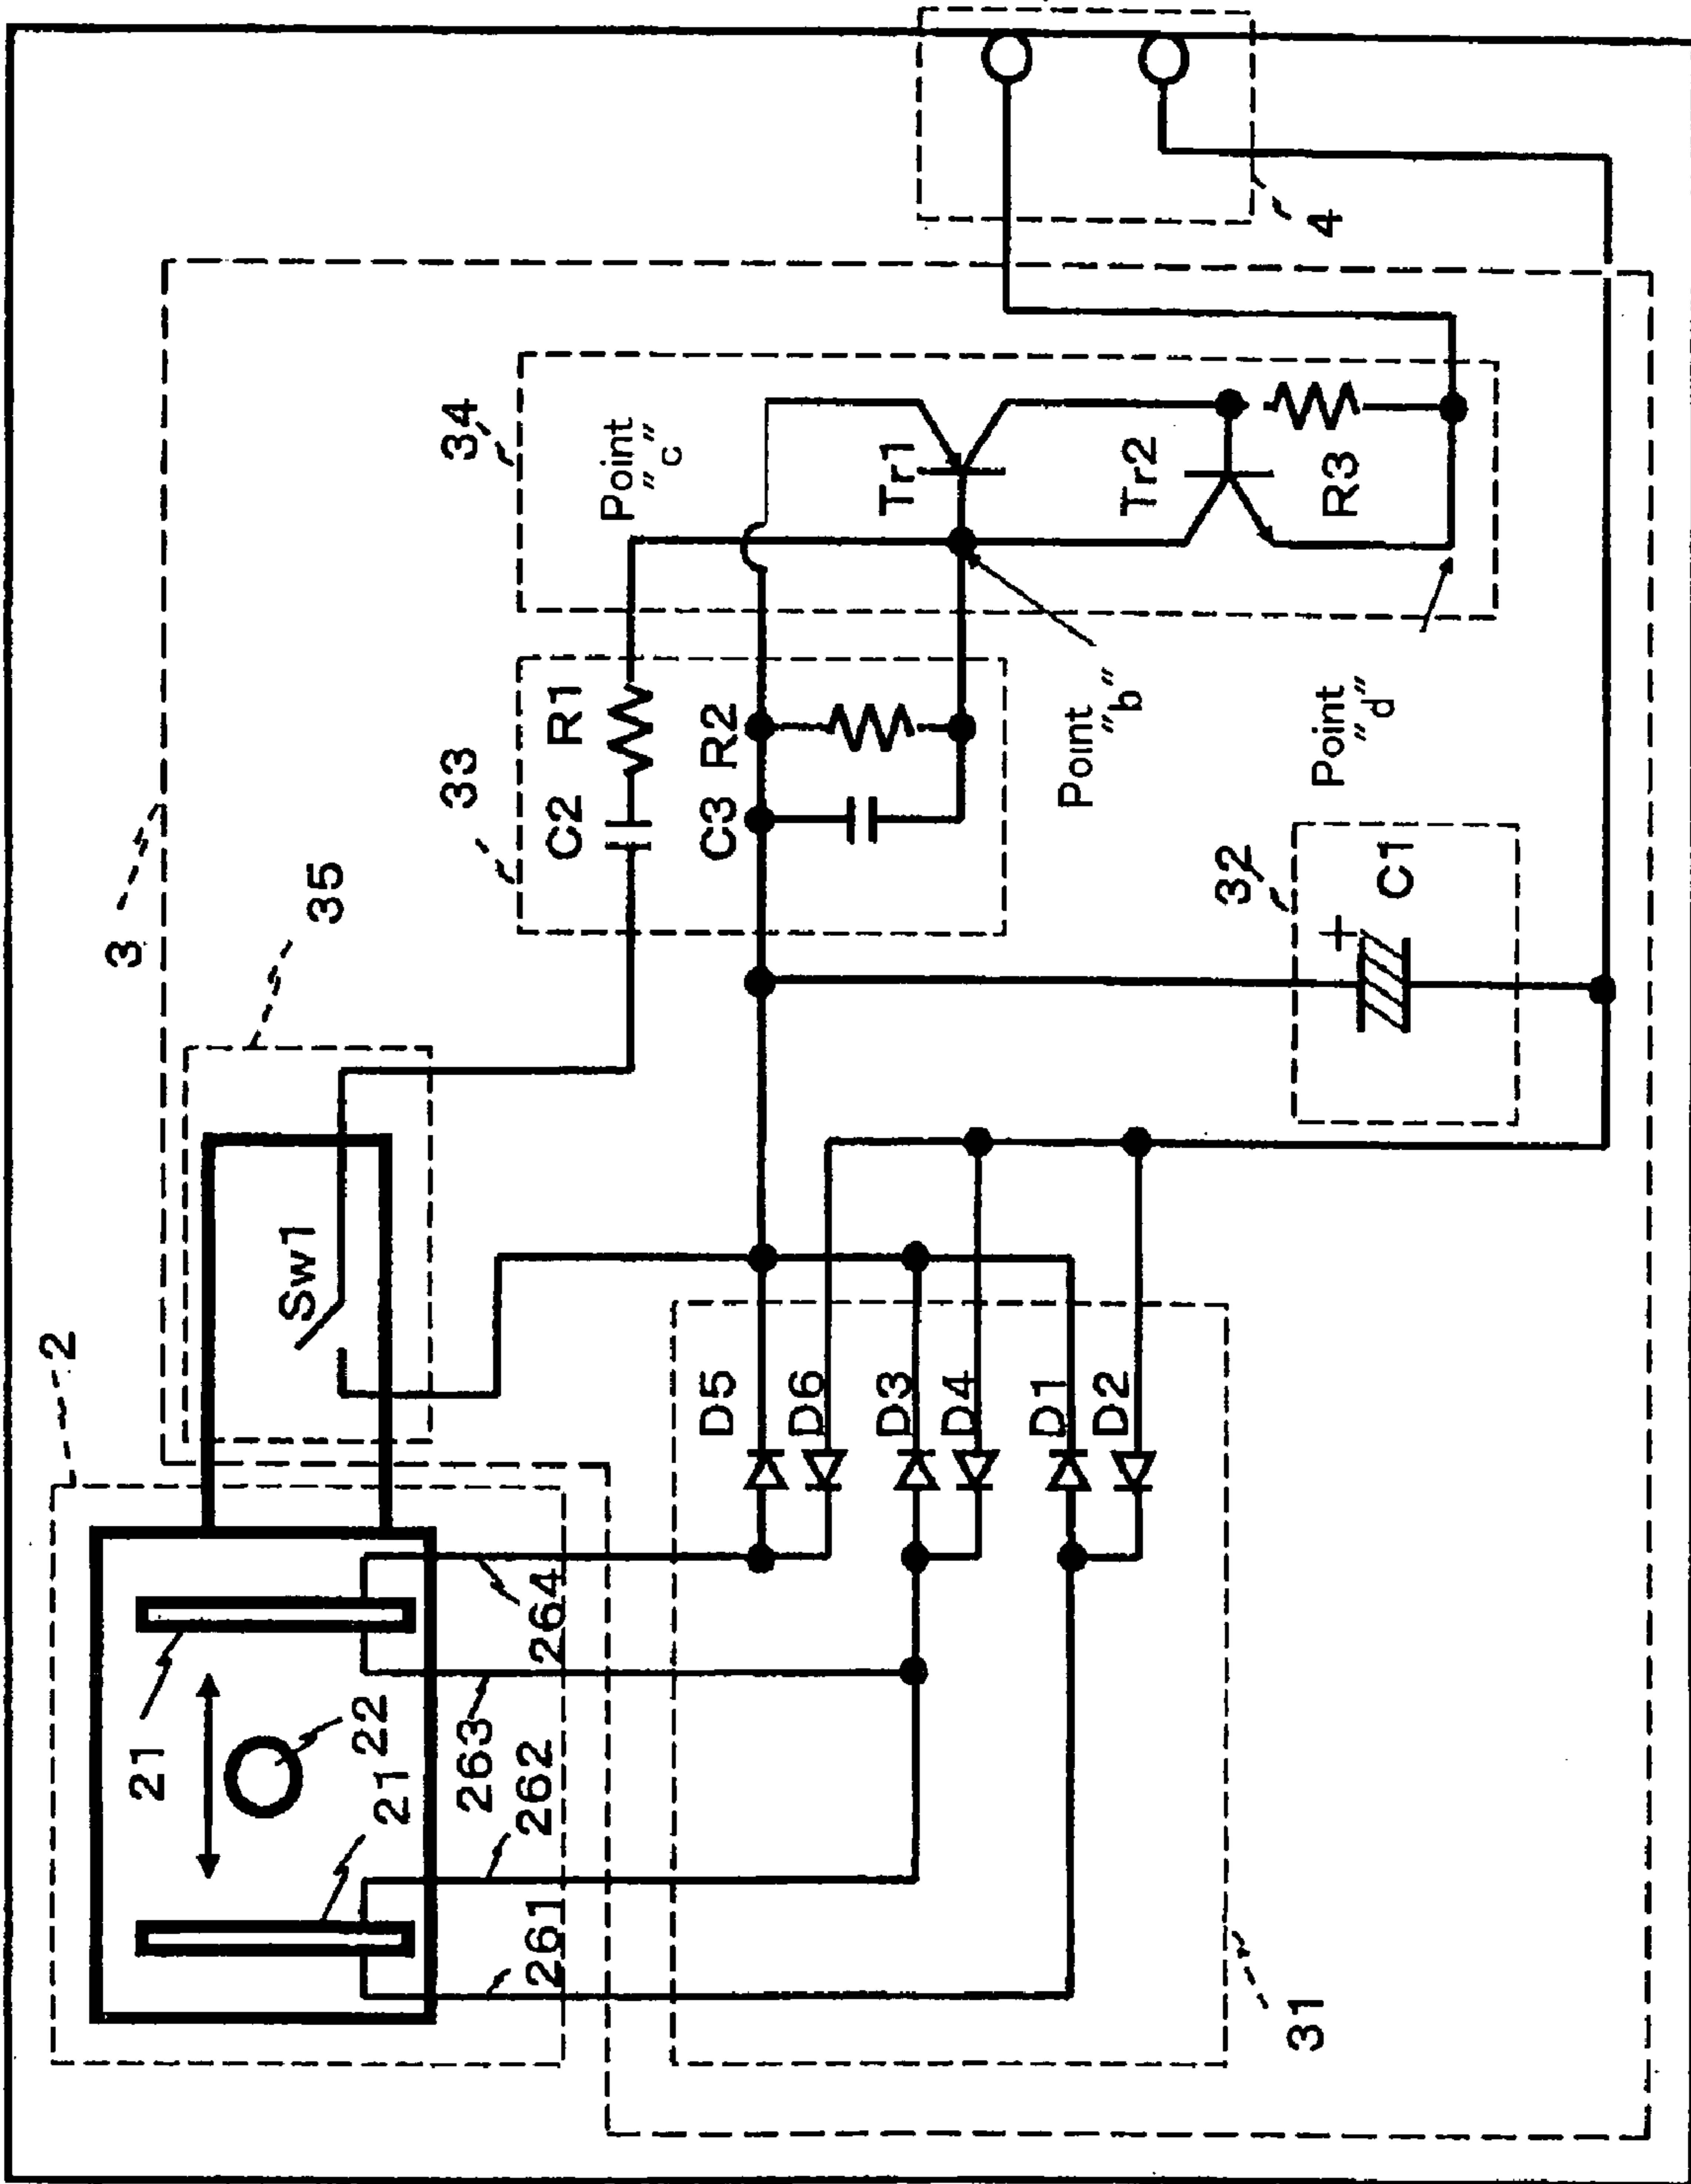 2
3
35
Sw1
21
22
21
264
263
262
261
33
C2 R1
C3 R2
34
Point
"c"
Tr1
Tr2
R3
Point
"b"
Point
"d"
32
+
C1
D5
D6
D3
D4
D1
D2
31
4